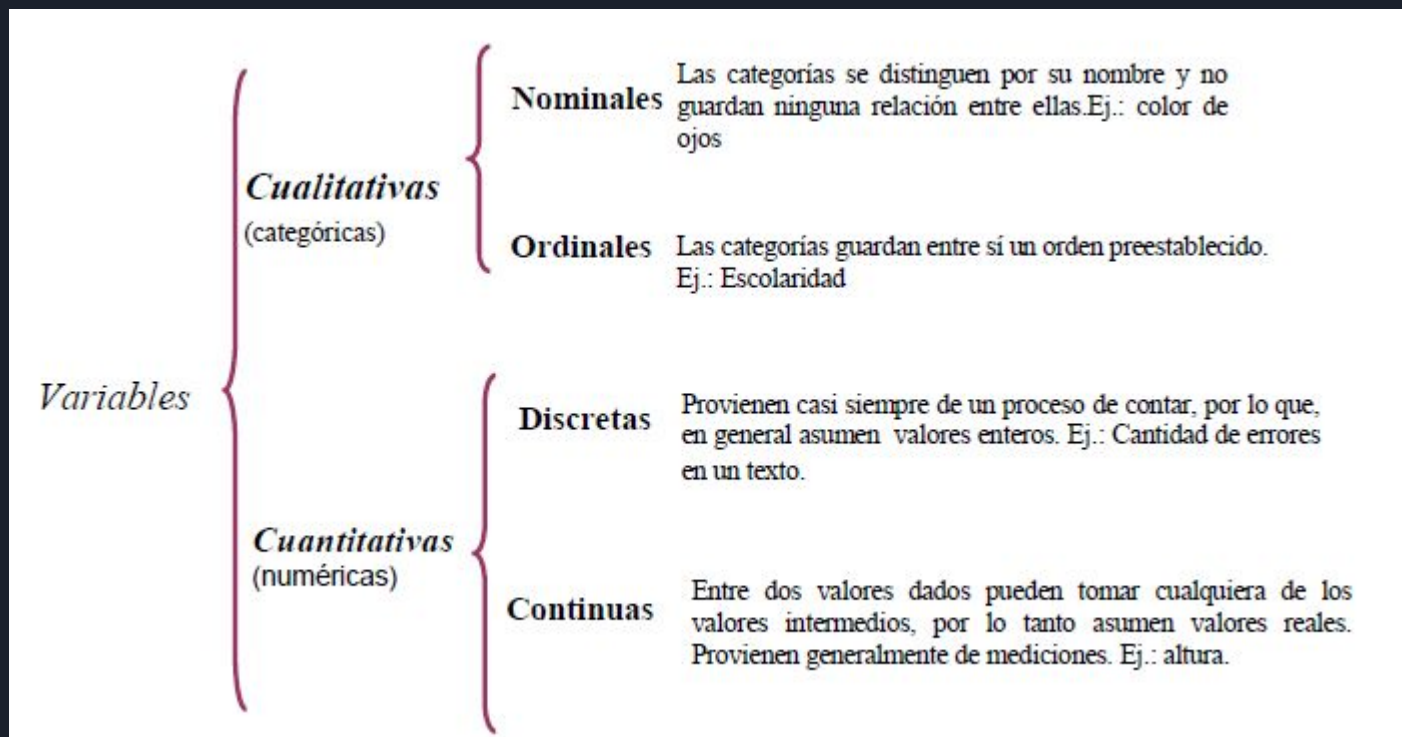 Variables
Cualitativas
(categóricas)
Nominales
Las categorías se distinguen por su nombre y no
guardan ninguna relación entre ellas.Ej.: color de
ojos
Ordinales
Las categorías guardan entre sí un orden preestablecido.
Ej.: Escolaridad
Cuantitativas
(numéricas)
Discretas
Provienen casi siempre de un proceso de contar, por lo que,
en general asumen valores enteros. Ej.: Cantidad de errores
en un texto.
Continuas
Entre dos valores dados pueden tomar cualquiera de los
valores intermedios, por lo tanto asumen valores reales.
Provienen generalmente de mediciones. Ej.: altura.